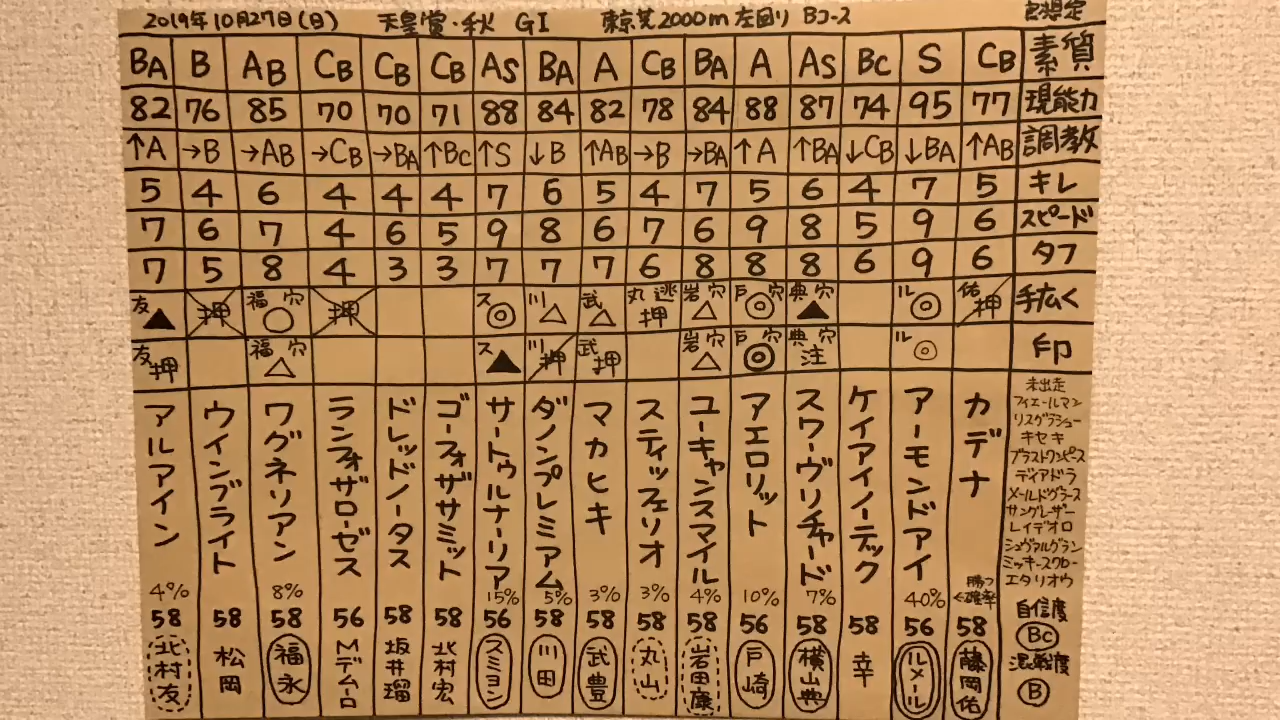 2019年10月27日(日) 天皇賞・秋 GI 東京芝2000m左回り Bコース 良想定
BA B AB CB CB CB AS BA A CB BA A AS BC S CB 素質
82 76 85 70 70 71 88 84 82 78 84 88 87 74 95 77 現能力
↑A →B →AB →CB →BA ↑BC ↑S ↓B ↑AB →B →BA ↑A ↑BA ↓CB ↓BA ↑AB 調教
5 4 6 4 4 4 7 6 5 4 7 5 6 4 7 5 キレ
7 6 7 4 6 5 9 8 6 7 6 9 8 5 9 6 スピード
7 5 8 4 3 3 7 7 7 6 8 8 8 6 9 6 タフ
友▲ 押 福穴○ 押 ス◎ 川△ 武△ 丸逃押 岩穴△ 戸穴◎ 典穴▲ ル◎ 佑押 手広く
友押 福穴△ ス▲ 川押 武押 岩穴△ 戸穴◎ 典穴注 ル◎ 印
アルアイン
ウインブライト
ワグネリアン
ランフォザローゼス
ドレッドノータス
ゴーフォザサミット
サートゥルナーリア
ダノンプレミアム
マカヒキ
スティッフェリオ
ユーキャンスマイル
アエロリット
スワーヴリチャード
ケイアイノーテック
アーモンドアイ
カデナ
未出走
フィエールマン
リスグラシュー
キセキ
ブラストワンピース
ディアドラ
メールドグラース
サングレーザー
レイデオロ
シュヴァルグラン
ミッキースワロー
エタリオウ
4% 8% 15% 5% 3% 3% 4% 10% 7% 40% 勝つ←確率
58 58 58 56 58 58 56 58 58 58 58 56 58 58 56 58
北村友 松岡 福永 Mデムーロ 坂井瑠 北村宏 スミヨン 川田 武豊 丸山 岩田康 戸崎 横山典 幸 ルメール 藤岡佑
自信度
BC
混戦度
B